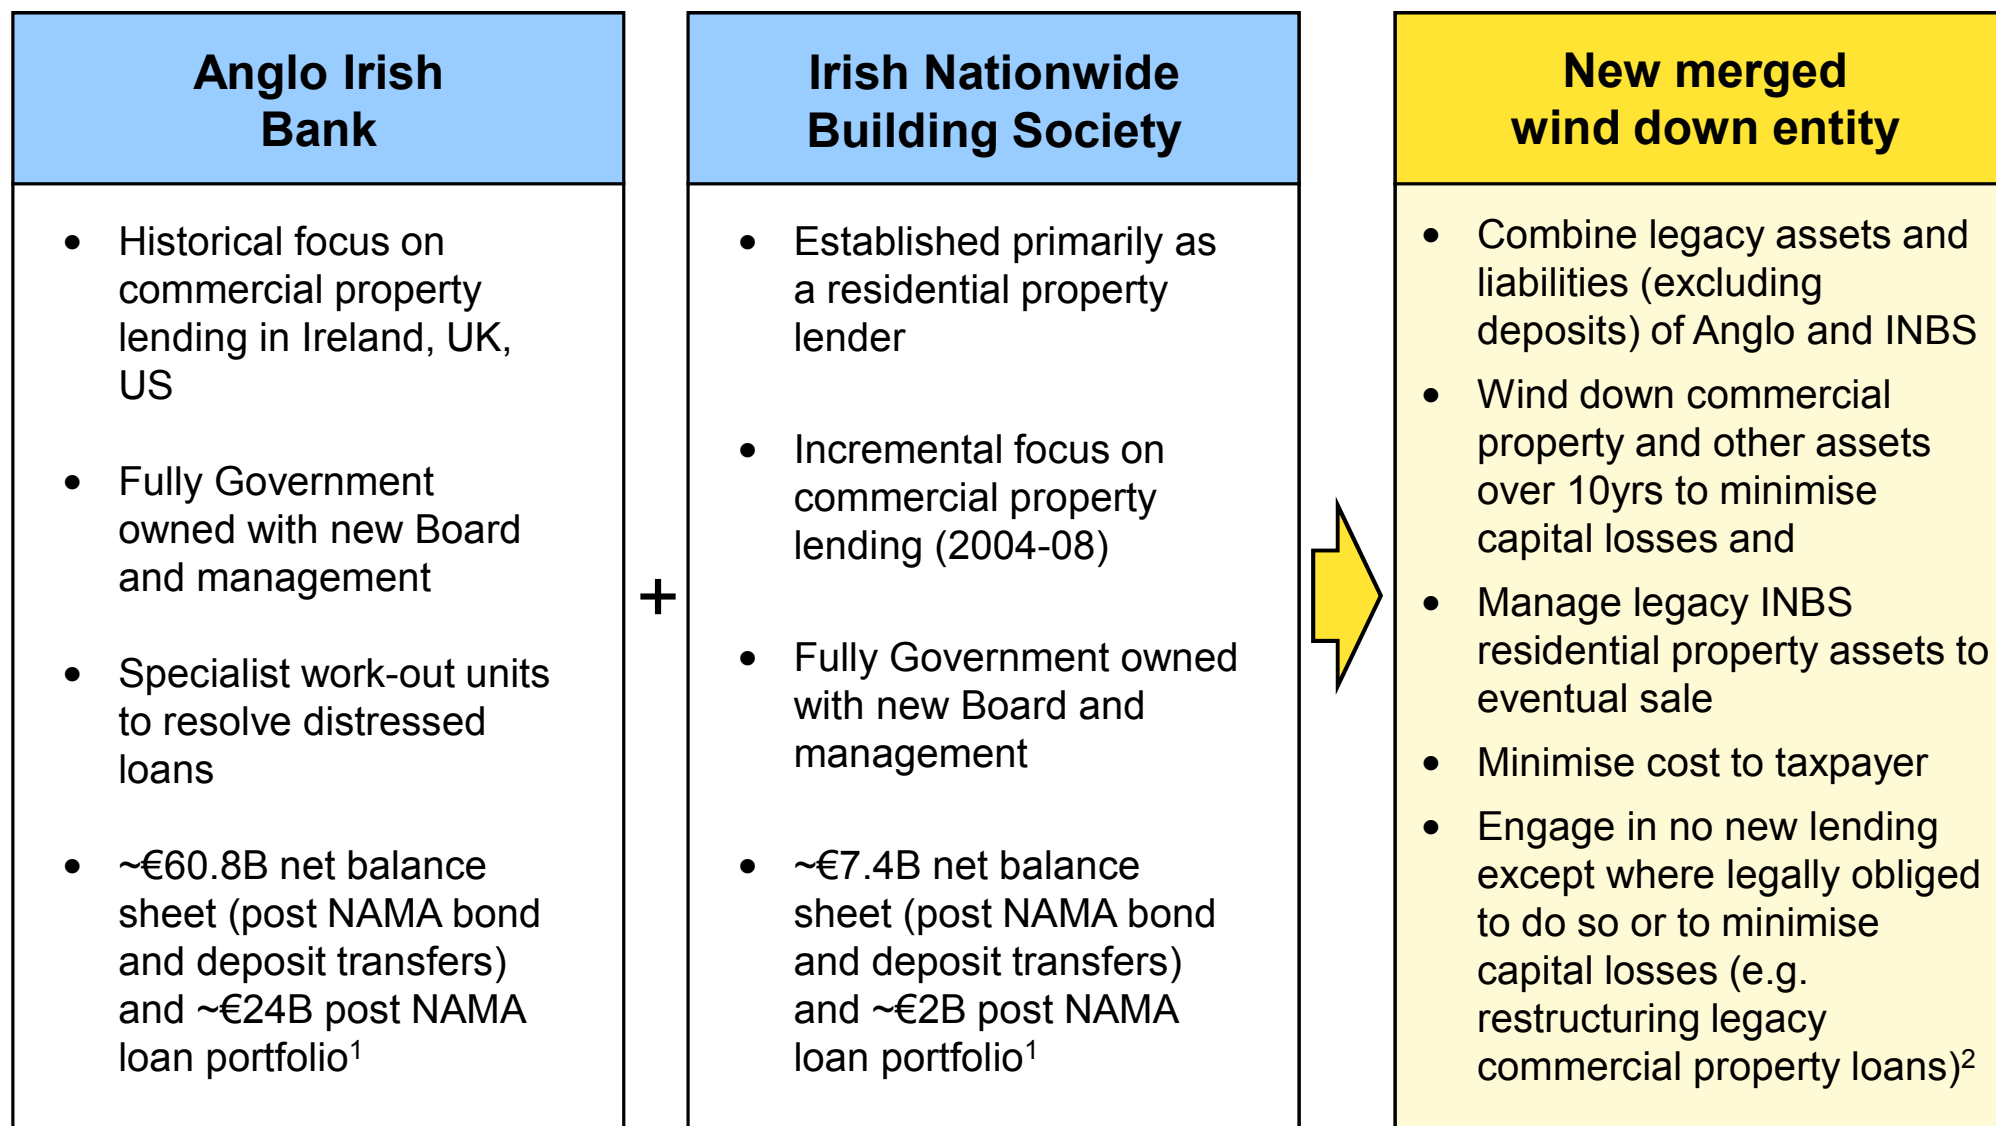 Anglo Irish
Bank
• Historical focus on
commercial property
lending in Ireland, UK,
US
• Fully Government
owned with new Board
and management
• Specialist work-out units
to resolve distressed
loans
• ~€60.8B net balance
sheet (post NAMA bond
and deposit transfers)
and ~€24B post NAMA
loan portfolio¹
+
Irish Nationwide
Building Society
• Established primarily as
a residential property
lender
• Incremental focus on
commercial property
lending (2004-08)
• Fully Government owned
with new Board and
management
• ~€7.4B net balance
sheet (post NAMA bond
and deposit transfers)
and ~€2B post NAMA
loan portfolio¹
New merged
wind down entity
• Combine legacy assets and
liabilities (excluding
deposits) of Anglo and INBS
• Wind down commercial
property and other assets
over 10yrs to minimise
capital losses and
• Manage legacy INBS
residential property assets to
eventual sale
• Minimise cost to taxpayer
• Engage in no new lending
except where legally obliged
to do so or to minimise
capital losses (e.g.
restructuring legacy
commercial property loans)²